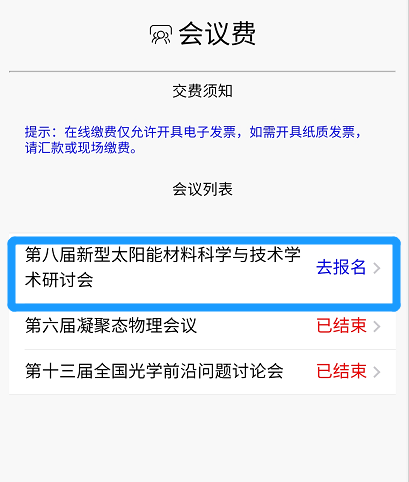 会议费
交费须知
提示：在线缴费仅允许开具电子发票，如需开具纸质发票，
请汇款或现场缴费。
会议列表
第八届新型太阳能材料科学与技术学
术研讨会
去报名
第六届凝聚态物理会议 已结束
第十三届全国光学前沿问题讨论会 已结束